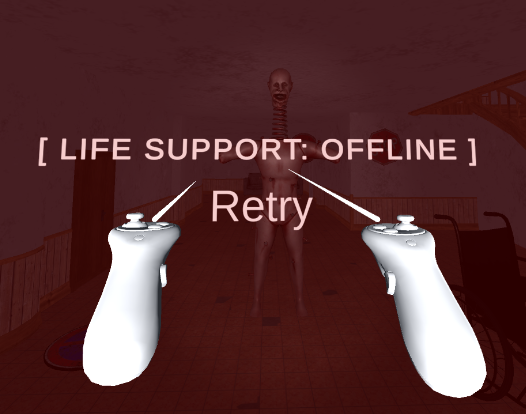 [ LIFE SUPPORT: OFFLINE ]
Retry